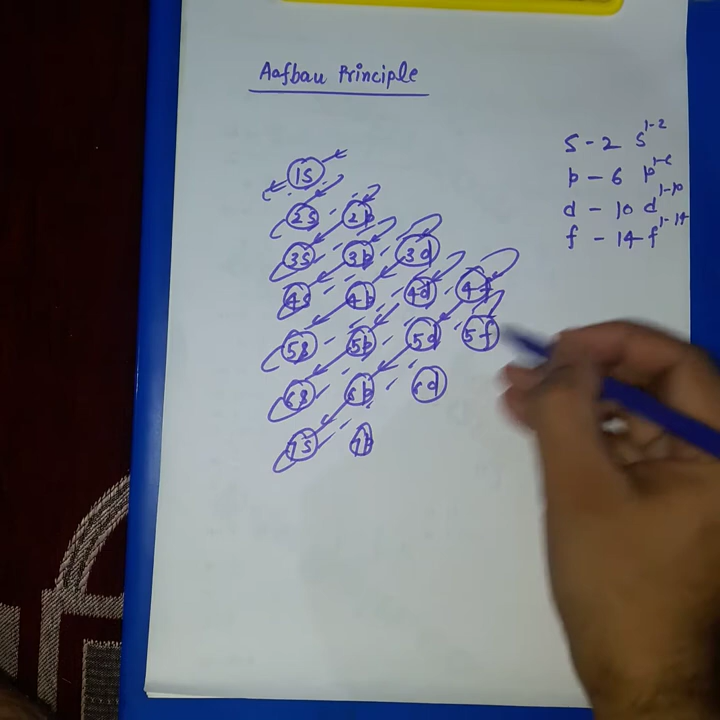 Aafbau Principle
1s
2s 2p
3s 3p 3d
4s 4p 4d 4f
5s 5p 5d 5f
6s 6p 6d
7s 7p
s - 2 s¹⁻²
p - 6 p¹⁻⁶
d - 10 d¹⁻¹⁰
f - 14 f¹⁻¹⁴